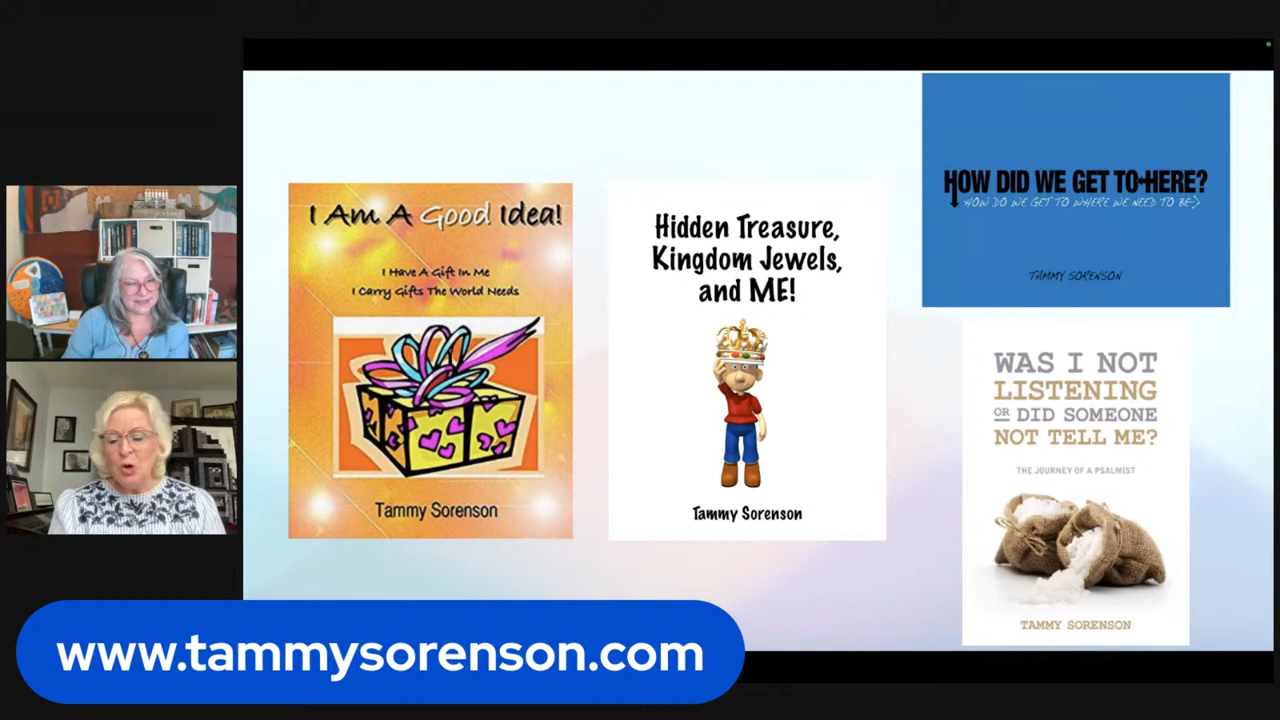 I Am A Good Idea!
I Have A Gift In Me
I Carry Gifts The World Needs
Tammy Sorenson
Hidden Treasure,
Kingdom Jewels,
and ME!
Tammy Sorenson
HOW DID WE GET TO HERE?
HOW DO WE GET TO WHERE WE NEED TO BE
TAMMY SORENSON
WAS I NOT
LISTENING
OR DID SOMEONE
NOT TELL ME?
THE JOURNEY OF A PSALMIST
TAMMY SORENSON
www.tammysorenson.com